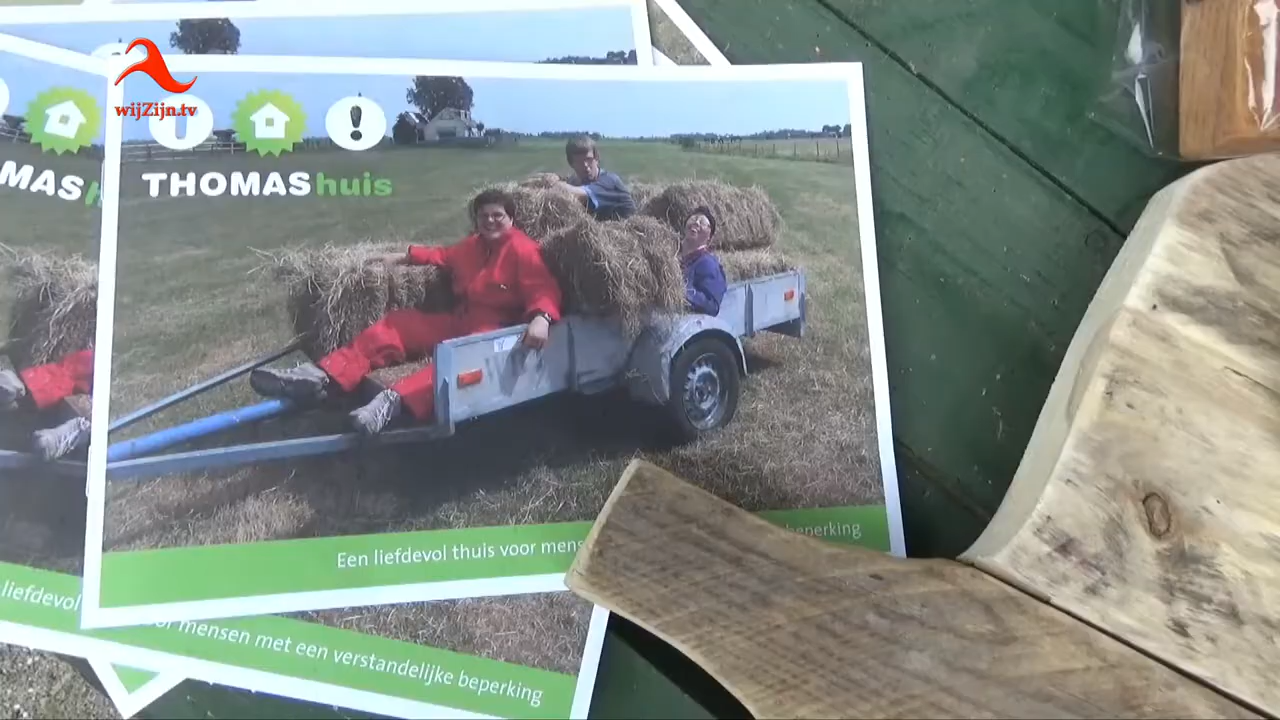 wijZijn.tv
MAS
THOMAShuis
Een liefdevol thuis voor mens
beperking
liefdevol
mensen met een verstandelijke beperking